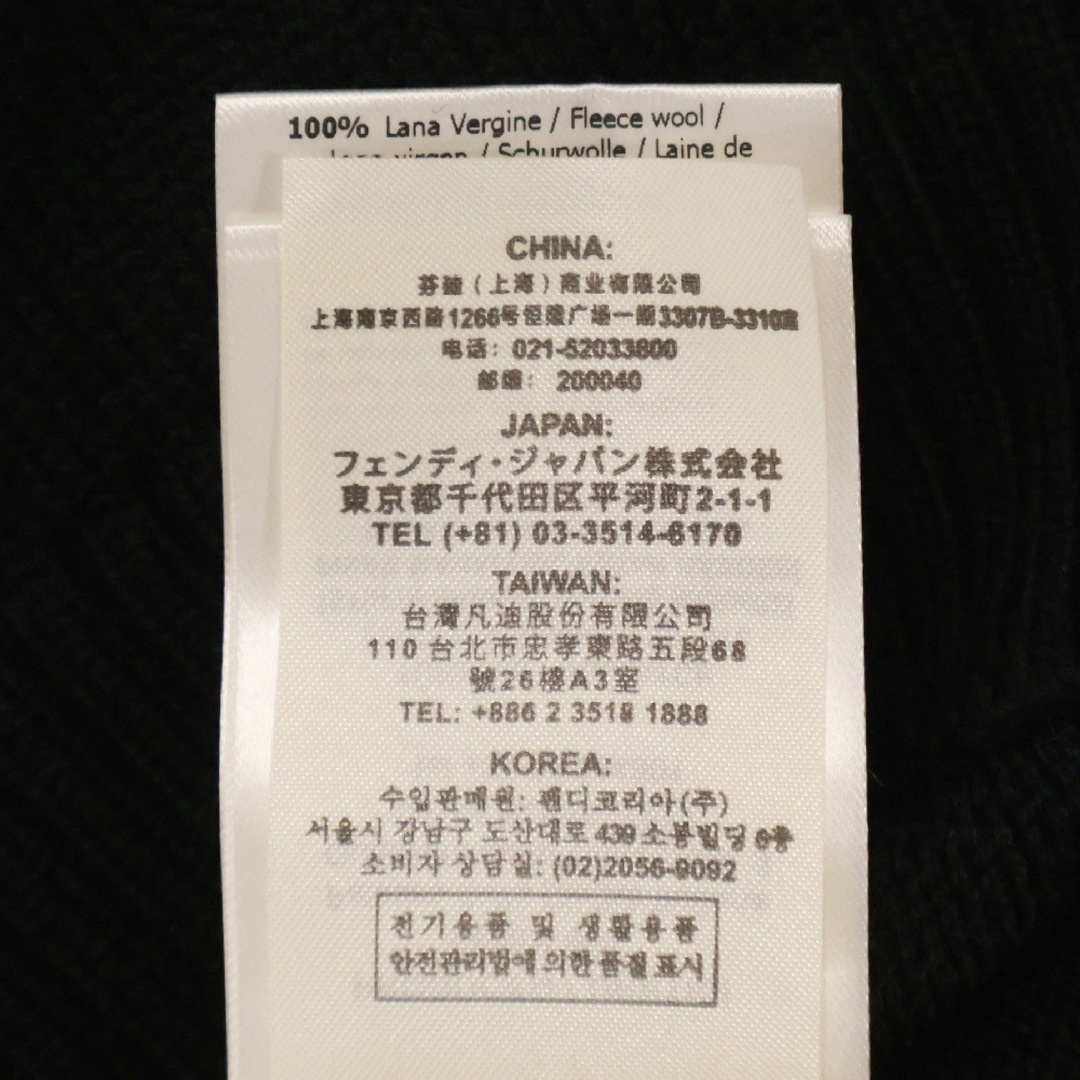 100% Lana Vergine / Fleece wool /
lana virgen / Schurwolle / Laine de
CHINA:
芬迪（上海）商业有限公司
上海南京西路1266号恒隆广场一期3307B-3310室
电话：021-52033800
邮编： 200040
JAPAN:
フェンディ・ジャパン株式会社
東京都千代田区平河町2-1-1
TEL (+81) 03-3514-6170
TAIWAN:
台灣凡迪股份有限公司
110 台北市忠孝東路五段68
號26樓A3室
TEL: +886 2 3518 1888
KOREA:
수입판매원: 펜디코리아(주)
서울시 강남구 도산대로 439 소봉빌딩 6층
소비자 상담실: (02)2056-9092
전기용품 및 생활용품
안전관리법에 의한 품질 표시